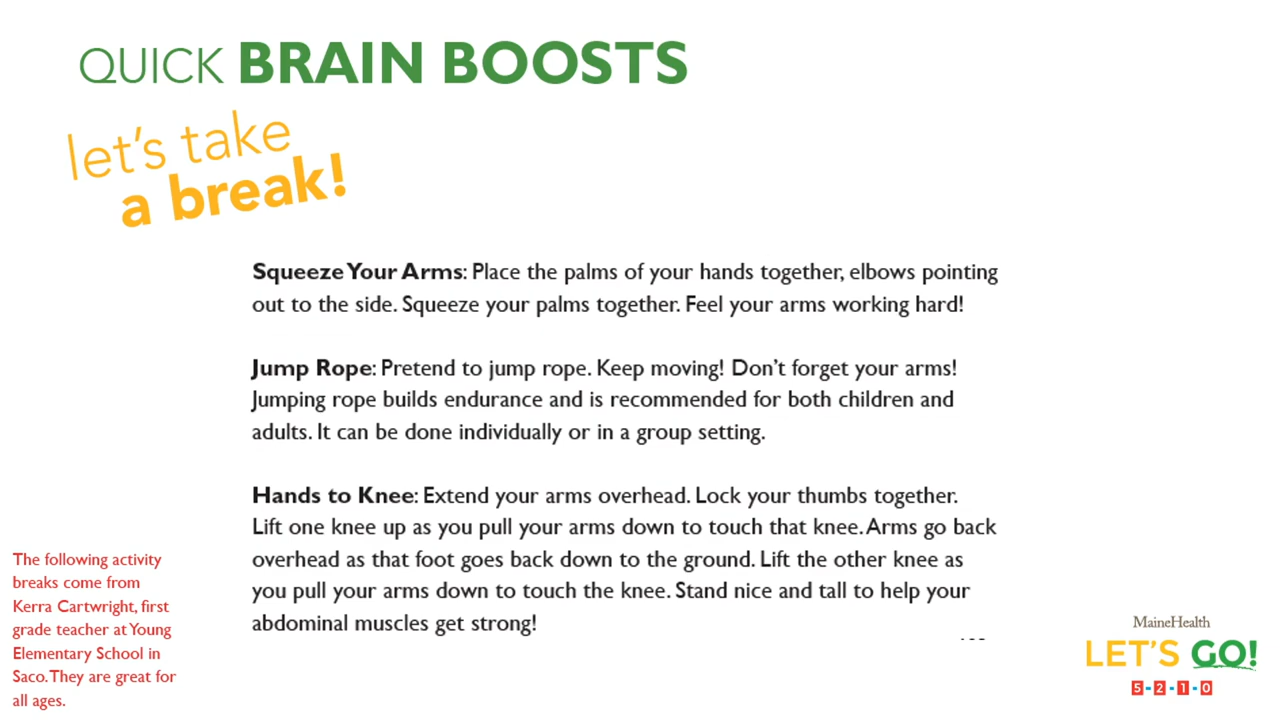 QUICK BRAIN BOOSTS
let's take
a break!
Squeeze Your Arms: Place the palms of your hands together, elbows pointing
out to the side. Squeeze your palms together. Feel your arms working hard!
Jump Rope: Pretend to jump rope. Keep moving! Don't forget your arms!
Jumping rope builds endurance and is recommended for both children and
adults. It can be done individually or in a group setting.
Hands to Knee: Extend your arms overhead. Lock your thumbs together.
Lift one knee up as you pull your arms down to touch that knee. Arms go back
overhead as that foot goes back down to the ground. Lift the other knee as
you pull your arms down to touch the knee. Stand nice and tall to help your
abdominal muscles get strong!
The following activity
breaks come from
Kerra Cartwright, first
grade teacher at Young
Elementary School in
Saco. They are great for
all ages.
MaineHealth
LET'S GO!
5-2-1-0